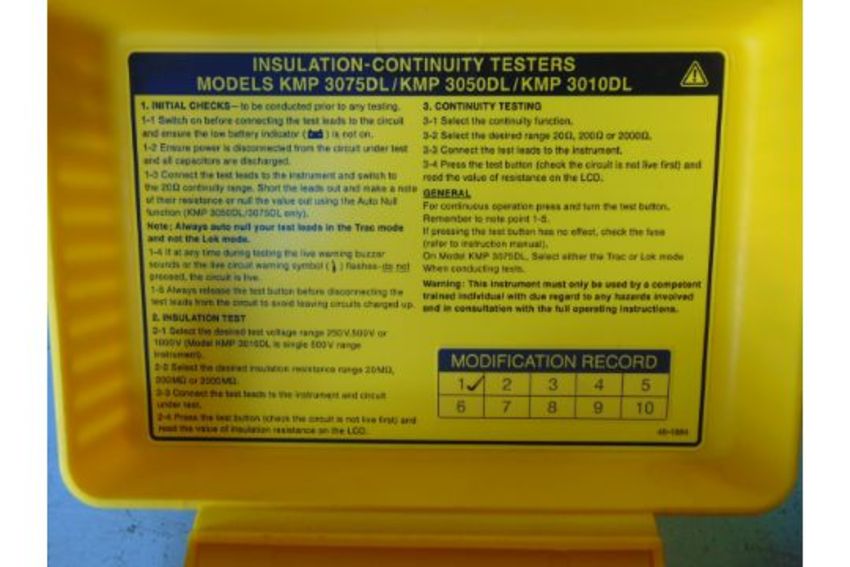 INSULATION-CONTINUITY TESTERS
MODELS KMP 3075DL/KMP 3050DL/KMP 3010DL
1. INITIAL CHECKS—to be conducted prior to any testing.
1-1 Switch on before connecting the test leads to the circuit
and ensure the low battery indicator ( ) is not on.
1-2 Ensure power is disconnected from the circuit under test
and all capacitors are discharged.
1-3 Connect the test leads to the instrument and switch to
the 20Ω continuity range. Short the leads out and make a note
of their resistance or null the value out using the Auto Null
function (KMP 3050DL/3075DL only).
Note; Always auto null your test leads in the Trac mode
and not the Lok mode.
1-4 If at any time during testing the live warning buzzer
sounds or the live circuit warning symbol ( ) flashes-do not
proceed, the circuit is live.
1-5 Always release the test button before disconnecting the
test leads from the circuit to avoid leaving circuits charged up.
2. INSULATION TEST
2-1 Select the desired test voltage range 250V,500V or
1000V (Model KMP 3010DL is single 500V range
instrument).
2-2 Select the desired insulation resistance range 20MΩ,
200MΩ or 2000MΩ.
2-3 Connect the test leads to the instrument and circuit
under test.
2-4 Press the test button (check the circuit is not live first) and
read the value of insulation resistance on the LCD.
3. CONTINUITY TESTING
3-1 Select the continuity function.
3-2 Select the desired range 20Ω, 200Ω or 2000Ω.
3-3 Connect the test leads to the instrument.
3-4 Press the test button (check the circuit is not live first) and
read the value of resistance on the LCD.
GENERAL
For continuous operation press and turn the test button.
Remember to note point 1-5.
If pressing the test button has no effect, check the fuse
(refer to instruction manual).
On Model KMP 3075DL, Select either the Trac or Lok mode
When conducting tests.
Warning: This instrument must only be used by a competent
trained individual with due regard to any hazards involved
and in consultation with the full operating instructions.
MODIFICATION RECORD
1 2 3 4 5
6 7 8 9 10